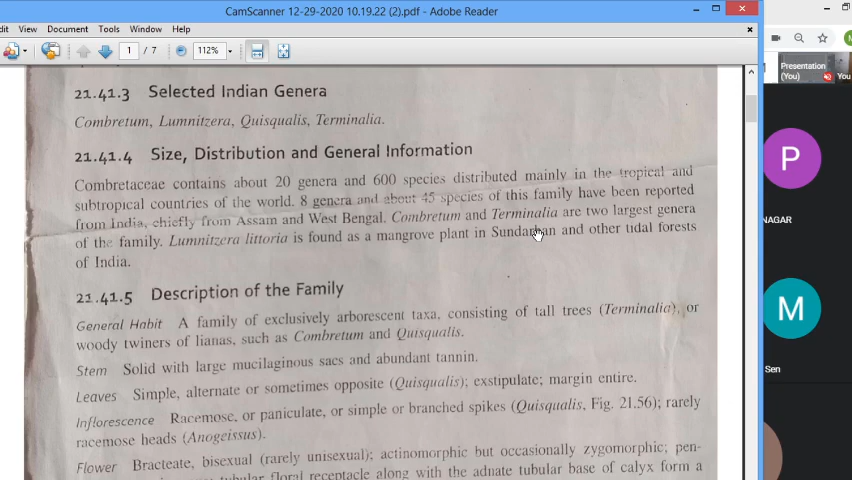 CamScanner 12-29-2020 10.19.22 (2).pdf - Adobe Reader
dit View Document Tools Window Help
1 / 7 112%
Presentation
(You) You
21.41.3 Selected Indian Genera
Combretum, Lumnitzera, Quisqualis, Terminalia.
21.41.4 Size, Distribution and General Information
Combretaceae contains about 20 genera and 600 species distributed mainly in the tropical and
subtropical countries of the world. 8 genera and about 45 species of this family have been reported
from India, chiefly from Assam and West Bengal. Combretum and Terminalia are two largest genera
of the family. Lumnitzera littoria is found as a mangrove plant in Sundarban and other tidal forests
of India.
21.41.5 Description of the Family
General Habit A family of exclusively arborescent taxa, consisting of tall trees (Terminalia), or
woody twiners of lianas, such as Combretum and Quisqualis.
Stem Solid with large mucilaginous sacs and abundant tannin.
Leaves Simple, alternate or sometimes opposite (Quisqualis); exstipulate; margin entire.
Inflorescence Racemose, or paniculate, or simple or branched spikes (Quisqualis, Fig. 21.56); rarely
racemose heads (Anogeissus).
Flower Bracteate, bisexual (rarely unisexual); actinomorphic but occasionally zygomorphic; pen-
tubular floral receptacle along with the adnate tubular base of calyx form a
P
NAGAR
M
Sen